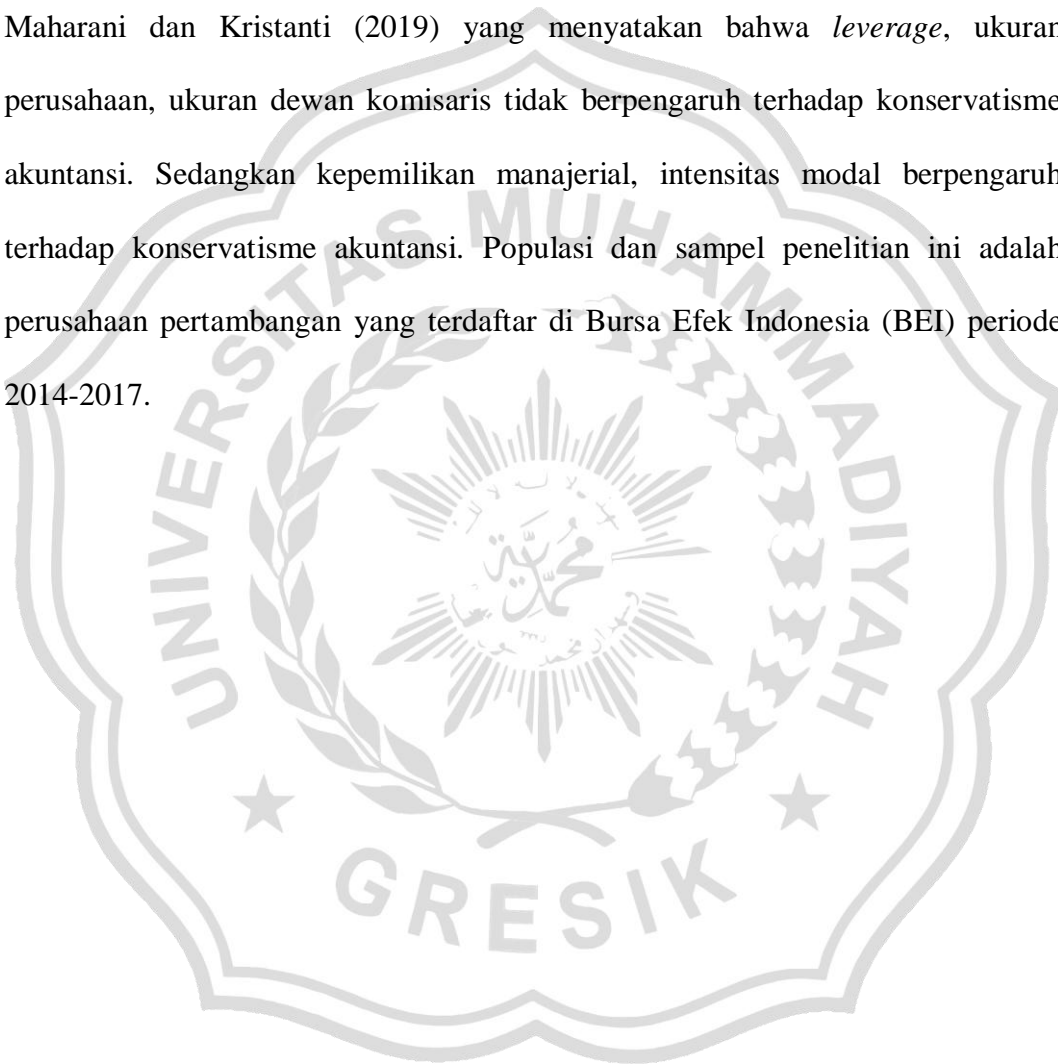 Maharani dan Kristanti (2019) yang menyatakan bahwa leverage, ukuran
perusahaan, ukuran dewan komisaris tidak berpengaruh terhadap konservatisme
akuntansi. Sedangkan kepemilikan manajerial, intensitas modal berpengaruh
terhadap konservatisme akuntansi. Populasi dan sampel penelitian ini adalah
perusahaan pertambangan yang terdaftar di Bursa Efek Indonesia (BEI) periode
2014-2017.
UNIVERSITAS MUHAMMADIYAH
GRESIK